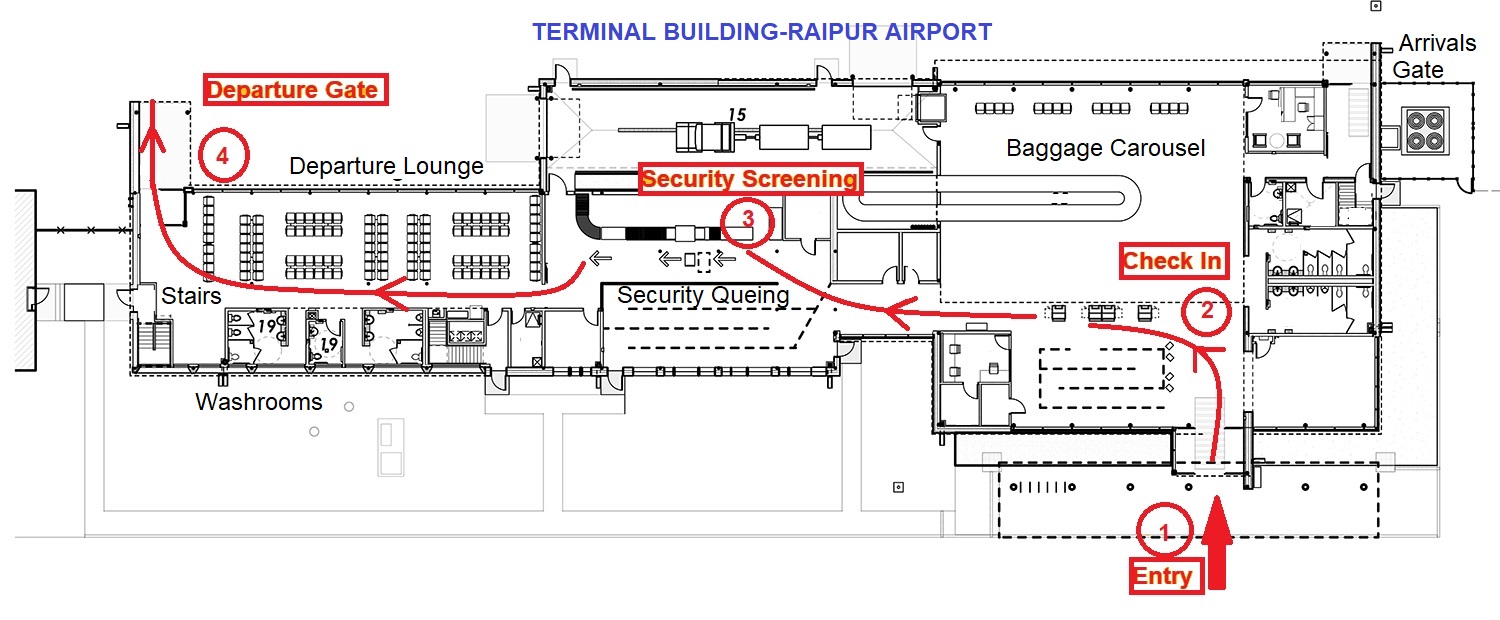 TERMINAL BUILDING-RAIPUR AIRPORT
Arrivals
Gate
Departure Gate
15
4
Departure Lounge
Baggage Carousel
Security Screening
3
Check In
Stairs
Security Queing
2
19
19
Washrooms
1
Entry